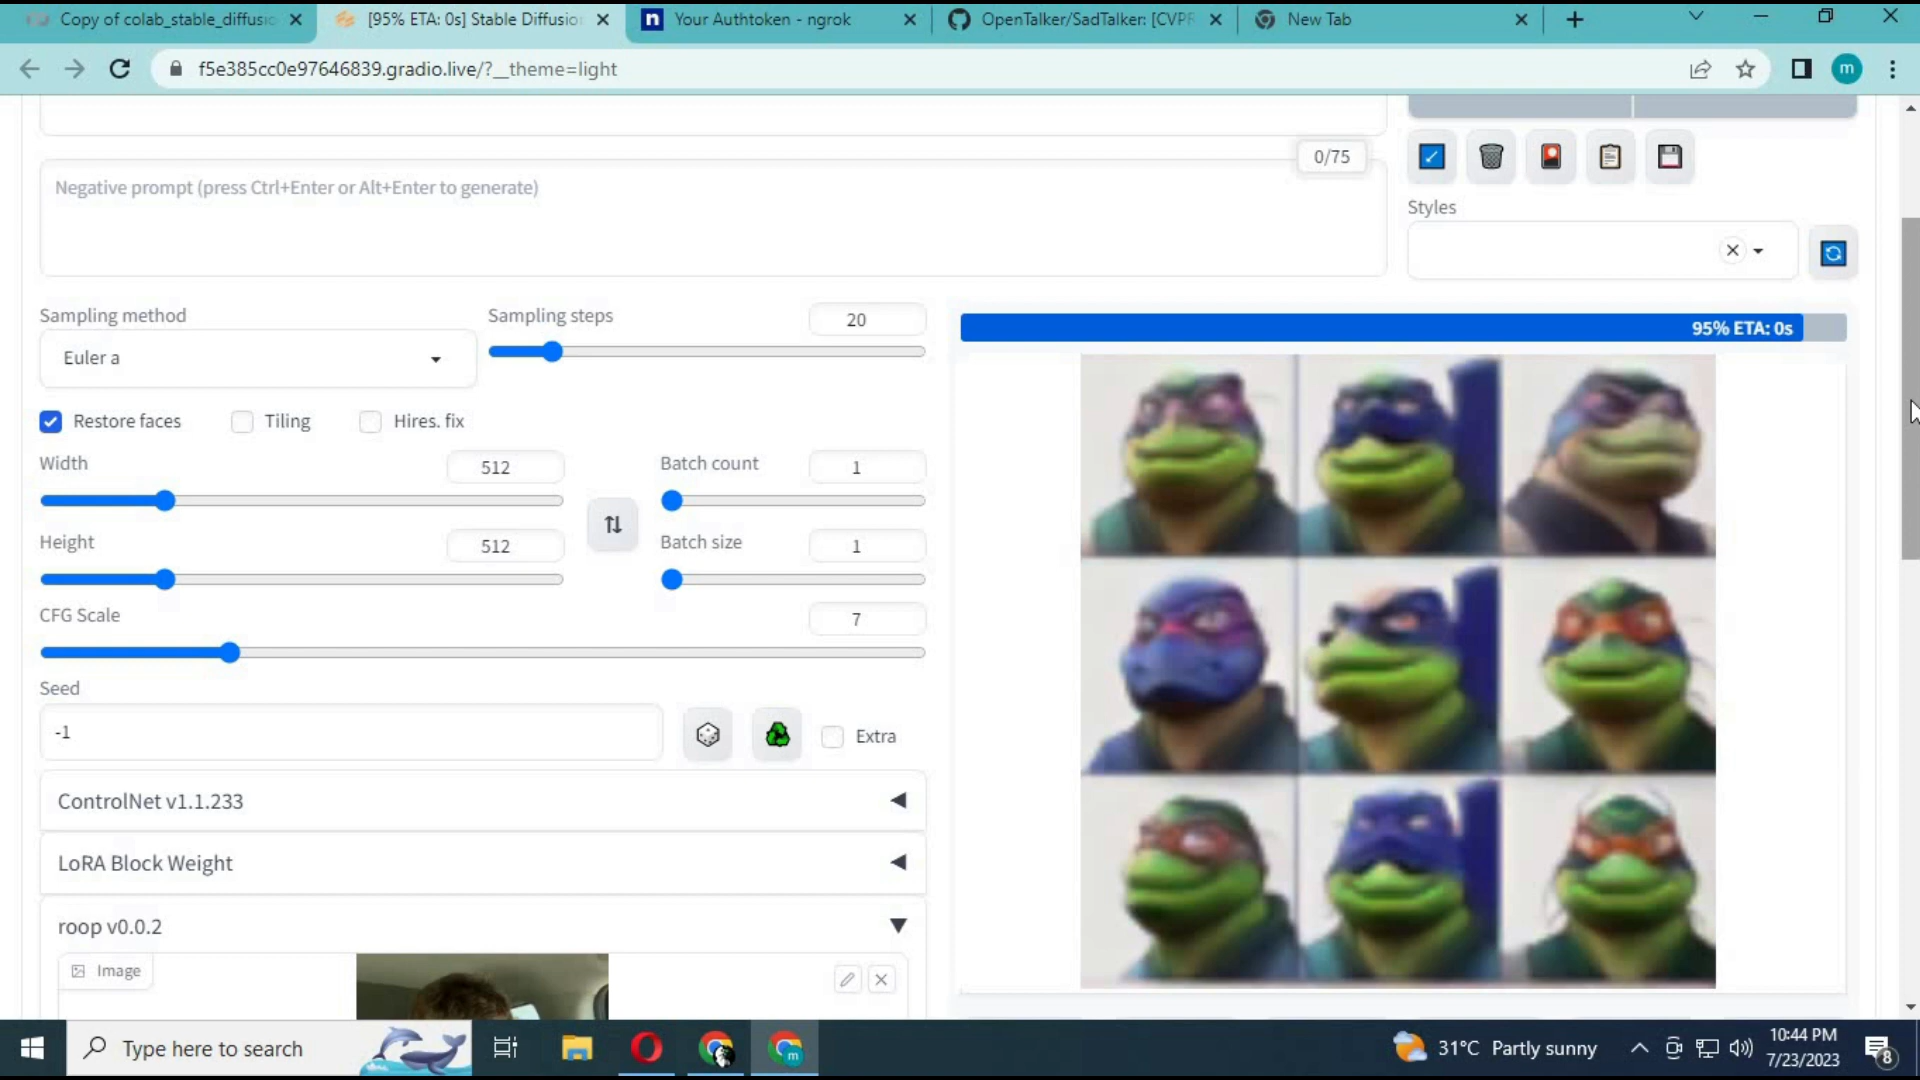 Copy of colab_stable_diffusio
[95% ETA: 0s] Stable Diffusio
Your Authtoken - ngrok
OpenTalker/SadTalker: [CVPR
New Tab
f5e385cc0e97646839.gradio.live/?__theme=light
m
0/75
Negative prompt (press Ctrl+Enter or Alt+Enter to generate)
Styles
Sampling method
Sampling steps
20
Euler a
95% ETA: 0s
Restore faces
Tiling
Hires. fix
Width
512
Batch count
1
Height
512
Batch size
1
CFG Scale
7
Seed
-1
Extra
ControlNet v1.1.233
LoRA Block Weight
roop v0.0.2
Image
Type here to search
31°C Partly sunny
10:44 PM
7/23/2023
8